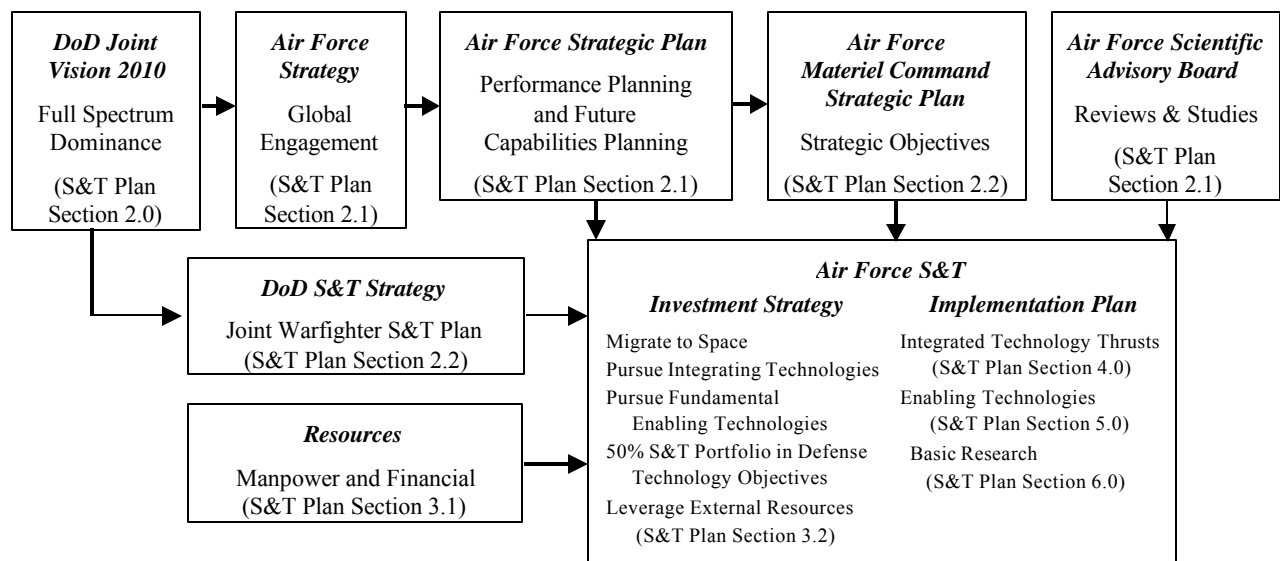 DoD Joint
Vision 2010
Full Spectrum
Dominance
(S&T Plan
Section 2.0)
Air Force
Strategy
Global
Engagement
(S&T Plan
Section 2.1)
Air Force Strategic Plan
Performance Planning
and Future
Capabilities Planning
(S&T Plan Section 2.1)
Air Force
Materiel Command
Strategic Plan
Strategic Objectives
(S&T Plan Section 2.2)
Air Force Scientific
Advisory Board
Reviews & Studies
(S&T Plan
Section 2.1)
DoD S&T Strategy
Joint Warfighter S&T Plan
(S&T Plan Section 2.2)
Resources
Manpower and Financial
(S&T Plan Section 3.1)
Air Force S&T
Investment Strategy
Migrate to Space
Pursue Integrating Technologies
Pursue Fundamental
Enabling Technologies
50% S&T Portfolio in Defense
Technology Objectives
Leverage External Resources
(S&T Plan Section 3.2)
Implementation Plan
Integrated Technology Thrusts
(S&T Plan Section 4.0)
Enabling Technologies
(S&T Plan Section 5.0)
Basic Research
(S&T Plan Section 6.0)